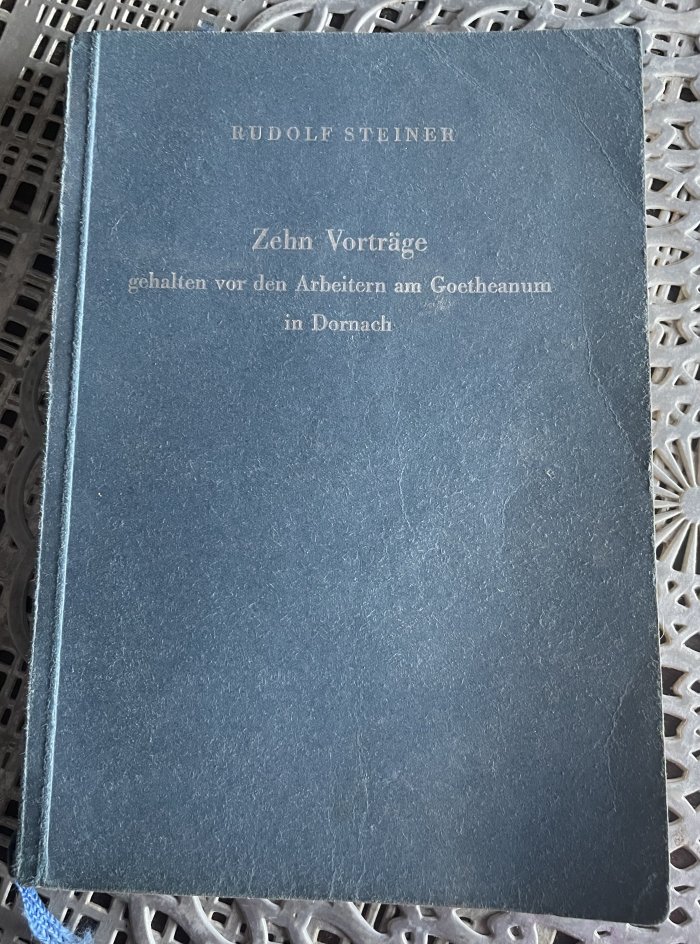 RUDOLF STEINER
Zehn Vorträge
gehalten vor den Arbeitern am Goetheanum
in Dornach